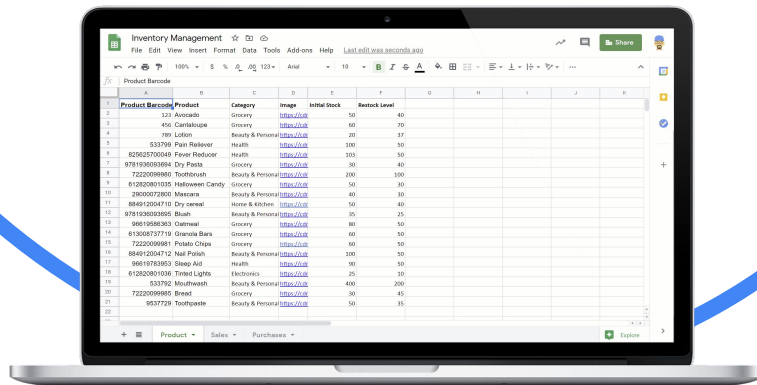 Inventory Management
File Edit View Insert Format Data Tools Add-ons Help Last edit was seconds ago
Share
100% $ % .0 .00 123 Arial 10 B I S A
fx Product Barcode
A B C D E F G H I J K
1 Product Barcode Product Category Image Initial Stock Restock Level
2 123 Avocado Grocery https://cdr 50 40
3 456 Cantaloupe Grocery https://cdr 60 70
4 789 Lotion Beauty & Personal https://cdr 20 37
5 533799 Pain Reliever Health https://cdr 100 50
6 825625700049 Fever Reducer Health https://cdr 103 50
7 9781936093694 Dry Pasta Grocery https://cdr 30 40
8 72220099980 Toothbrush Beauty & Personal https://cdr 200 100
9 612820801035 Halloween Candy Grocery https://cdr 50 30
10 29000072800 Mascara Beauty & Personal https://cdr 40 30
11 884912004710 Dry cereal Home & Kitchen https://cdr 50 40
12 9781936093695 Blush Beauty & Personal https://cdr 35 25
13 96619586363 Oatmeal Grocery https://cdr 80 50
14 613008737719 Granola Bars Grocery https://cdr 60 50
15 72220099981 Potato Chips Grocery https://cdr 60 50
16 884912004712 Nail Polish Beauty & Personal https://cdr 100 50
17 96619783953 Sleep Aid Health https://cdr 90 50
18 612820801036 Tinted Lights Electronics https://cdr 25 10
19 533792 Mouthwash Beauty & Personal https://cdr 400 200
20 72220099985 Bread Grocery https://cdr 30 45
21 9537729 Toothpaste Beauty & Personal https://cdr 50 35
22
Product Sales Purchases Explore